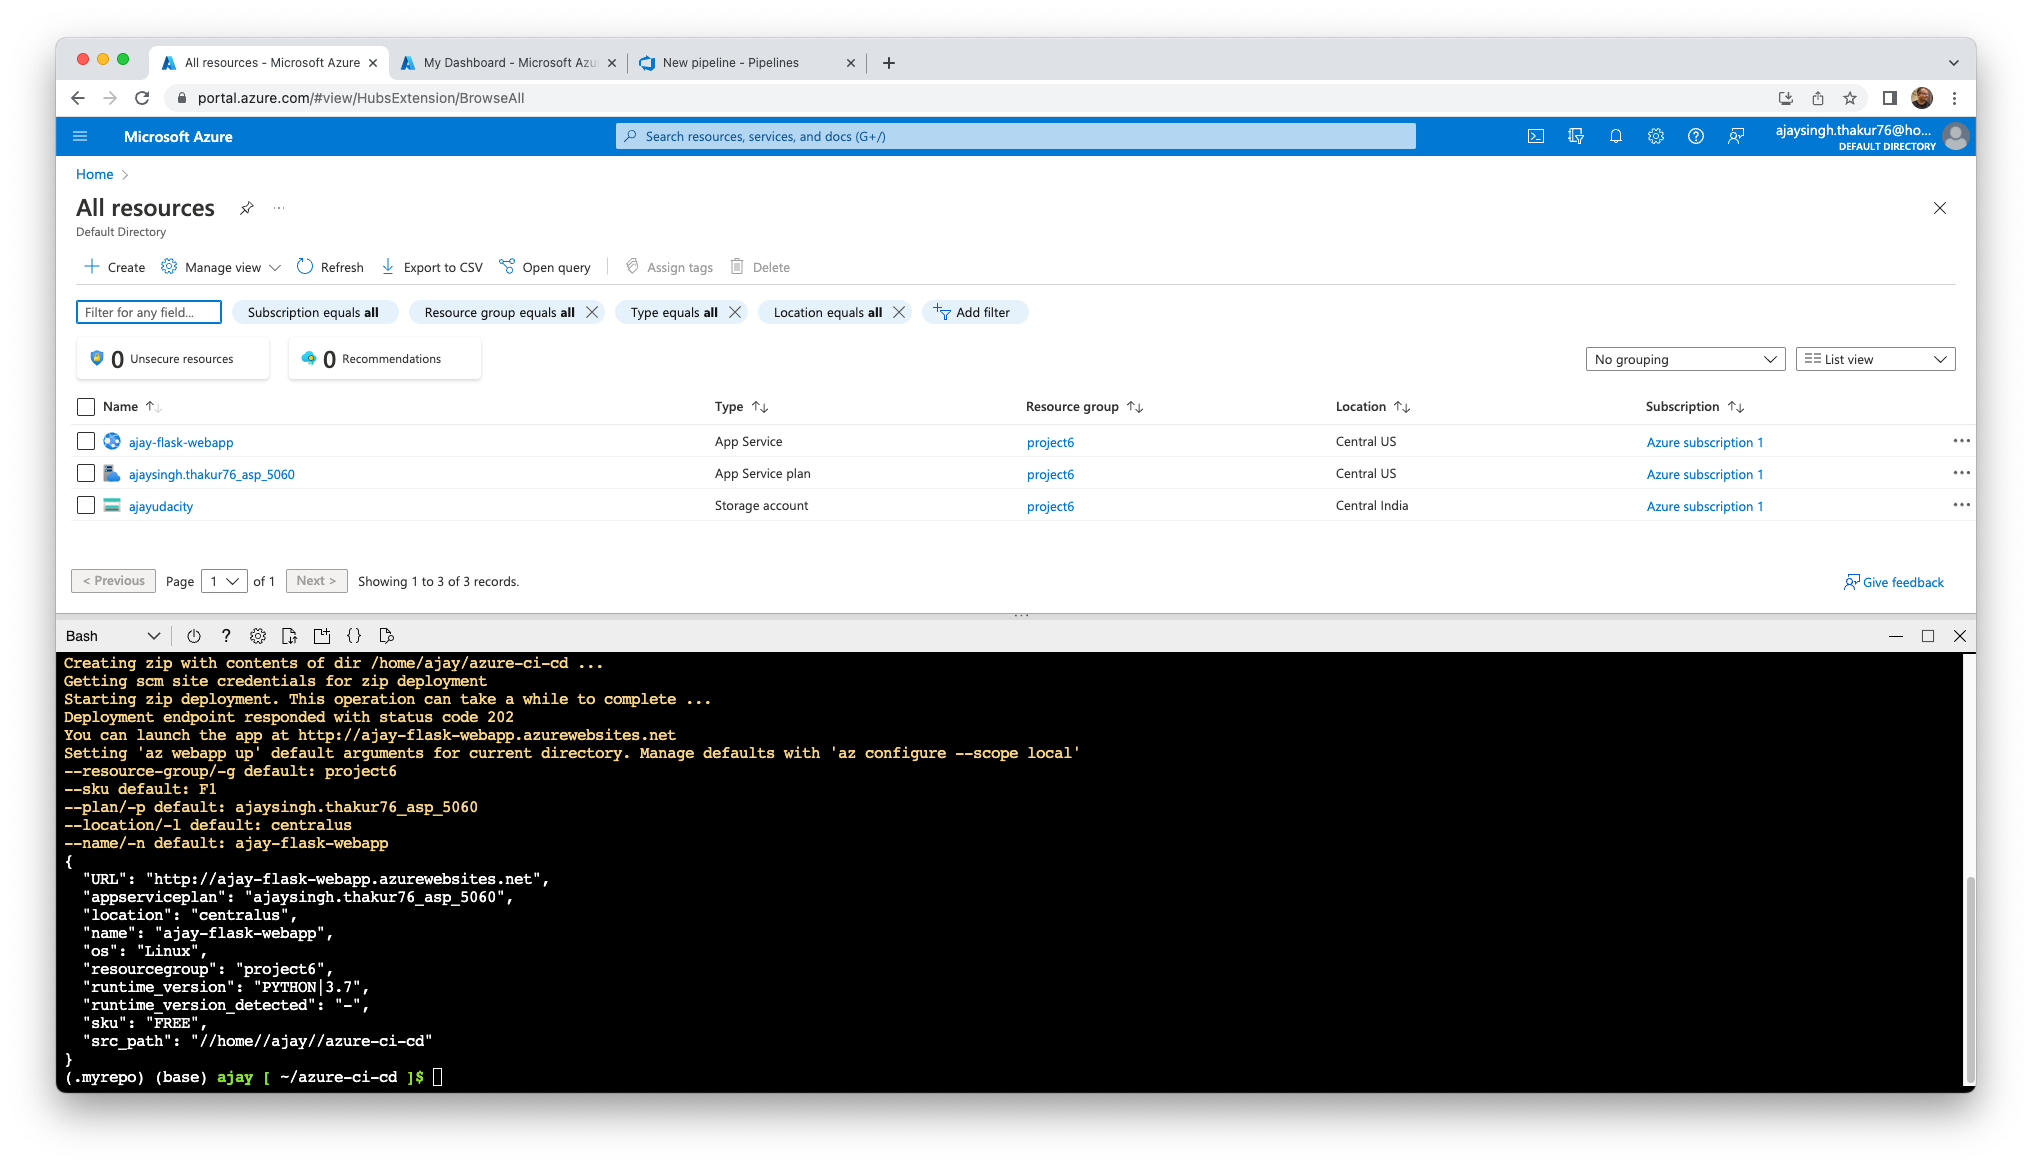 All resources - Microsoft Azure
My Dashboard - Microsoft Azu
New pipeline - Pipelines
portal.azure.com/#view/HubsExtension/BrowseAll
Microsoft Azure
Search resources, services, and docs (G+/)
ajaysingh.thakur76@ho...
DEFAULT DIRECTORY
Home
All resources
Default Directory
Create Manage view Refresh Export to CSV Open query Assign tags Delete
Filter for any field... Subscription equals all Resource group equals all Type equals all Location equals all Add filter
0 Unsecure resources 0 Recommendations No grouping List view
Name Type Resource group Location Subscription
ajay-flask-webapp App Service project6 Central US Azure subscription 1
ajaysingh.thakur76_asp_5060 App Service plan project6 Central US Azure subscription 1
ajayudacity Storage account project6 Central India Azure subscription 1
< Previous Page 1 of 1 Next > Showing 1 to 3 of 3 records. Give feedback
Bash
Creating zip with contents of dir /home/ajay/azure-ci-cd ...
Getting scm site credentials for zip deployment
Starting zip deployment. This operation can take a while to complete ...
Deployment endpoint responded with status code 202
You can launch the app at http://ajay-flask-webapp.azurewebsites.net
Setting 'az webapp up' default arguments for current directory. Manage defaults with 'az configure --scope local'
--resource-group/-g default: project6
--sku default: F1
--plan/-p default: ajaysingh.thakur76_asp_5060
--location/-l default: centralus
--name/-n default: ajay-flask-webapp
{
"URL": "http://ajay-flask-webapp.azurewebsites.net",
"appserviceplan": "ajaysingh.thakur76_asp_5060",
"location": "centralus",
"name": "ajay-flask-webapp",
"os": "Linux",
"resourcegroup": "project6",
"runtime_version": "PYTHON|3.7",
"runtime_version_detected": "-",
"sku": "FREE",
"src_path": "//home//ajay//azure-ci-cd"
}
(.myrepo) (base) ajay [ ~/azure-ci-cd ]$